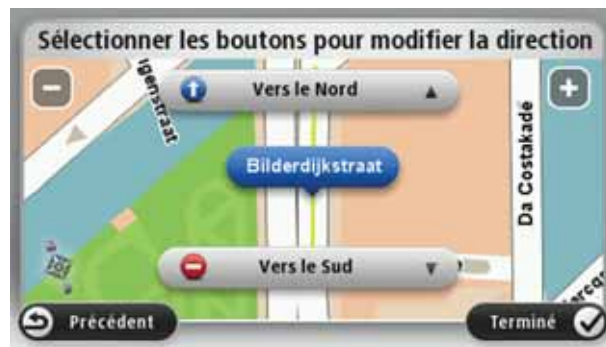 Sélectionner les boutons pour modifier la direction
Vers le Nord
Bilderdijkstraat
Da Costakade
Vers le Sud
Précédent
Terminé